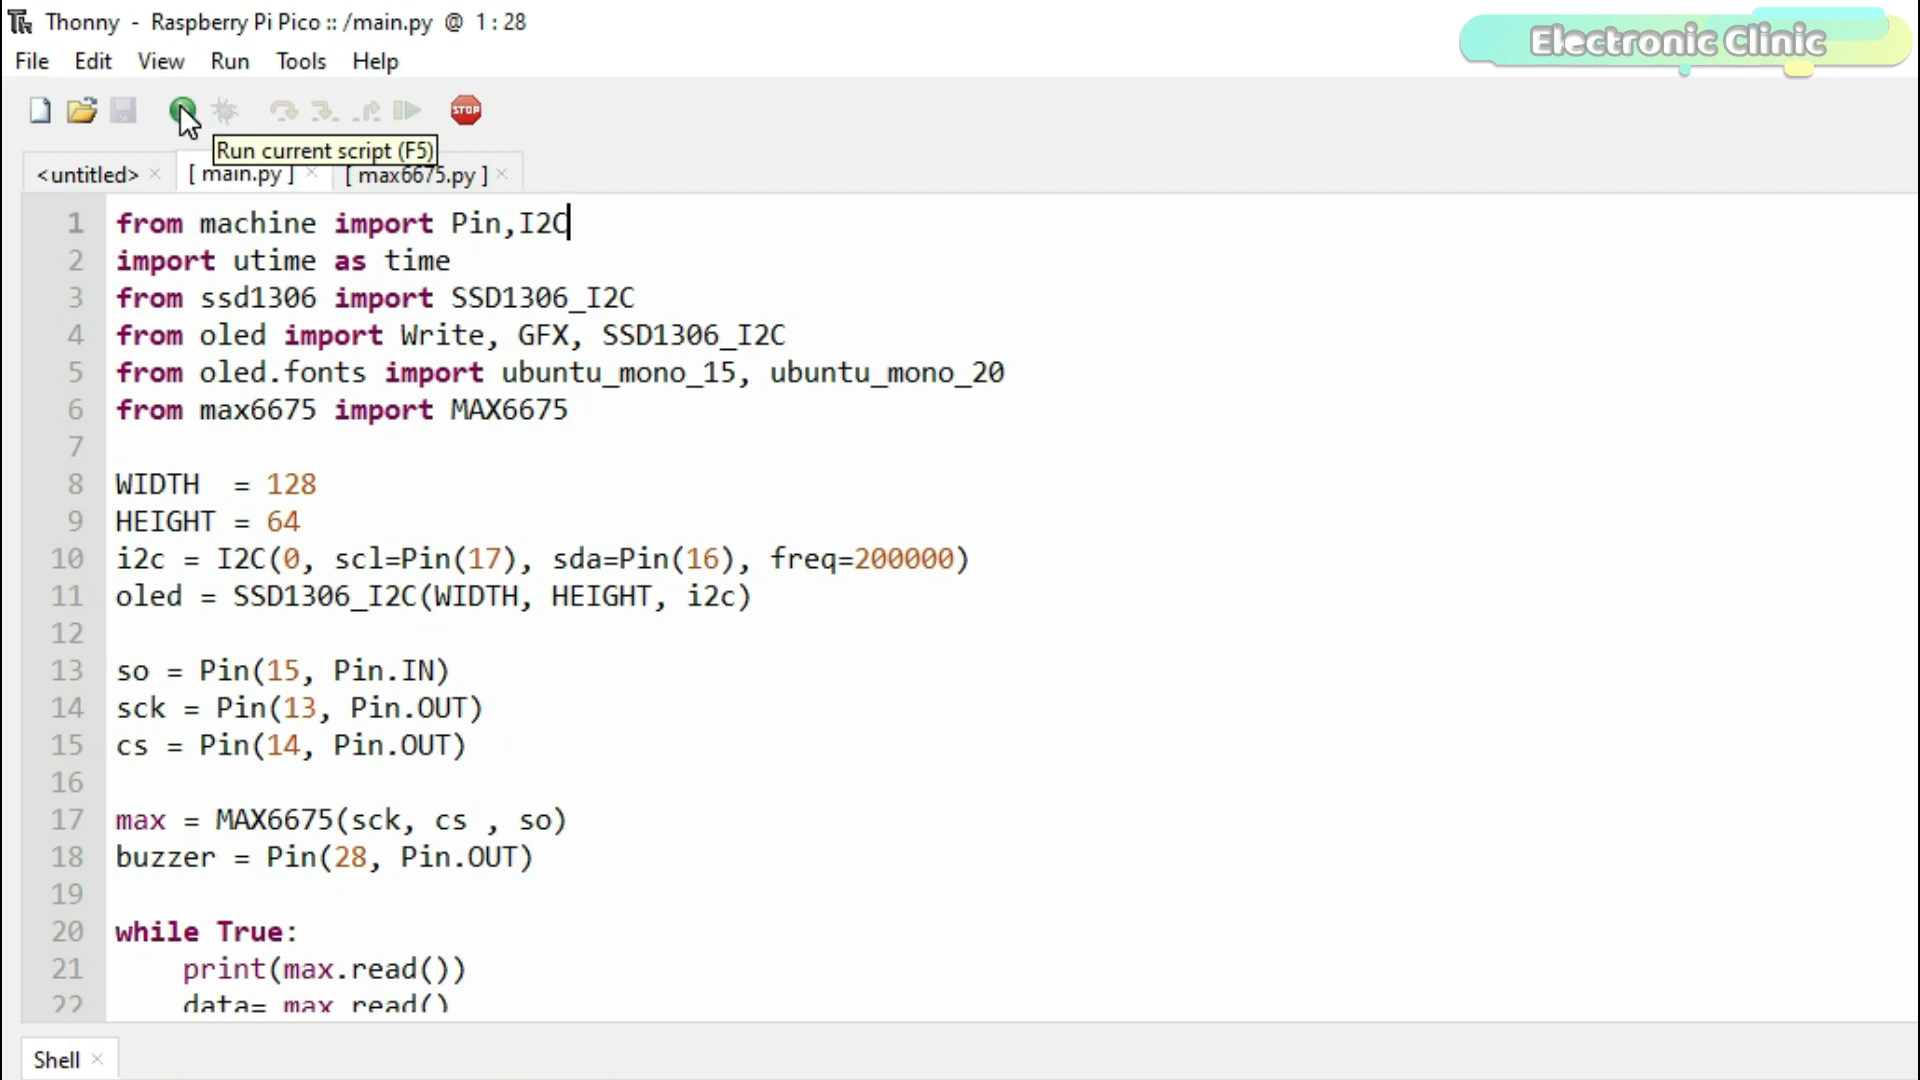 Thonny - Raspberry Pi Pico :: /main.py @ 1 : 28
Electronic Clinic
File Edit View Run Tools Help
STOP
Run current script (F5)
<untitled> × [ main.py ] × [ max6675.py ] ×
1 from machine import Pin,I2C
2 import utime as time
3 from ssd1306 import SSD1306_I2C
4 from oled import Write, GFX, SSD1306_I2C
5 from oled.fonts import ubuntu_mono_15, ubuntu_mono_20
6 from max6675 import MAX6675
7
8 WIDTH  = 128
9 HEIGHT = 64
10 i2c = I2C(0, scl=Pin(17), sda=Pin(16), freq=200000)
11 oled = SSD1306_I2C(WIDTH, HEIGHT, i2c)
12
13 so = Pin(15, Pin.IN)
14 sck = Pin(13, Pin.OUT)
15 cs = Pin(14, Pin.OUT)
16
17 max = MAX6675(sck, cs , so)
18 buzzer = Pin(28, Pin.OUT)
19
20 while True:
21     print(max.read())
22     data= max.read()
Shell ×